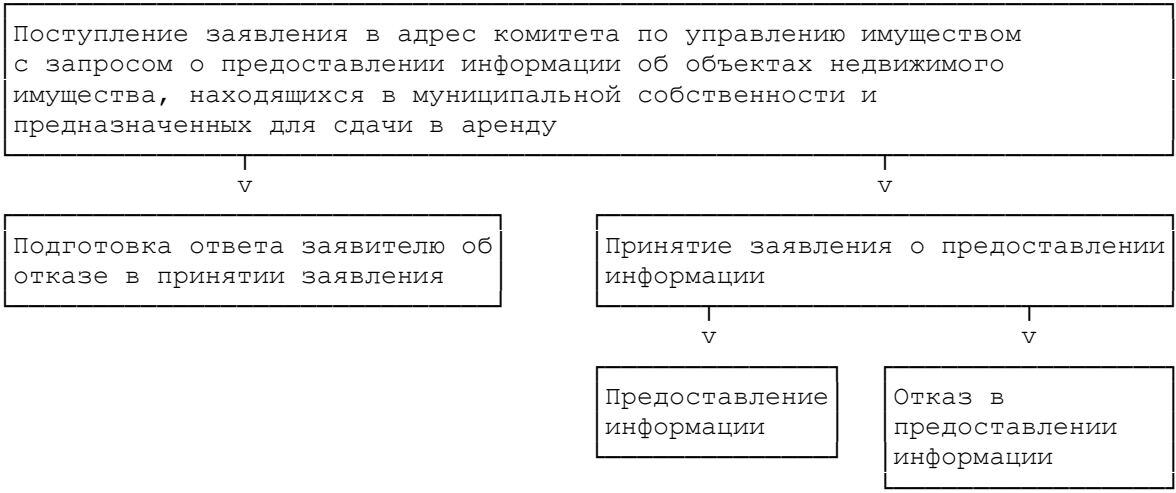 Поступление заявления в адрес комитета по управлению имуществом
с запросом о предоставлении информации об объектах недвижимого
имущества, находящихся в муниципальной собственности и
предназначенных для сдачи в аренду
v
v
Подготовка ответа заявителю об
отказе в принятии заявления
Принятие заявления о предоставлении
информации
v
v
Предоставление
информации
Отказ в
предоставлении
информации